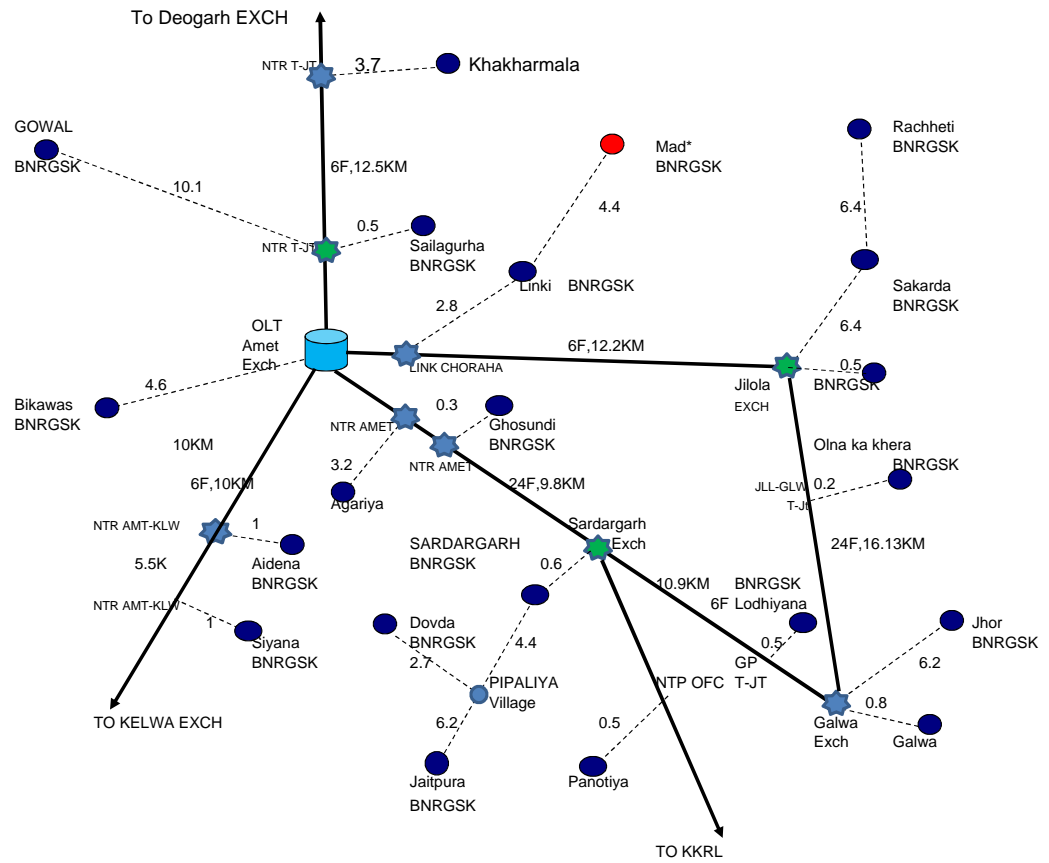 To Deogarh EXCH
NTR T-JT
3.7
Khakharmala
GOWAL
BNRGSK
Mad*
BNRGSK
Rachheti
BNRGSK
6F,12.5KM
10.1
4.4
6.4
0.5
NTR T-JT
Sailagurha
BNRGSK
Linki BNRGSK
Sakarda
BNRGSK
2.8
OLT
Amet
Exch
6F,12.2KM
6.4
LINK CHORAHA
0.5
Jilola
EXCH
BNRGSK
4.6
Bikawas
BNRGSK
0.3
NTR AMET
Ghosundi
BNRGSK
10KM
NTR AMET
Olna ka khera
BNRGSK
3.2
6F,10KM
24F,9.8KM
JLL-GLW
T-Jt
0.2
Agariya
NTR AMT-KLW
1
Sardargarh
Exch
24F,16.13KM
SARDARGARH
BNRGSK
5.5K
Aidena
BNRGSK
0.6
10.9KM
6F
BNRGSK
Lodhiyana
NTR AMT-KLW
1
Siyana
BNRGSK
Dovda
BNRGSK
4.4
0.5
Jhor
BNRGSK
2.7
GP
T-JT
6.2
PIPALIYA
Village
NTP OFC
0.8
TO KELWA EXCH
6.2
0.5
Galwa
Exch
Galwa
Jaitpura
BNRGSK
Panotiya
TO KKRL